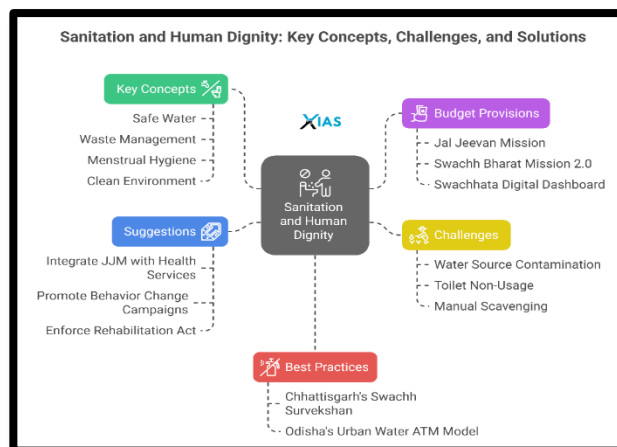 Sanitation and Human Dignity: Key Concepts, Challenges, and Solutions
Key Concepts
Safe Water
Waste Management
Menstrual Hygiene
Clean Environment
XIAS
Budget Provisions
Jal Jeevan Mission
Swachh Bharat Mission 2.0
Swachhata Digital Dashboard
Sanitation
and Human
Dignity
Suggestions
Integrate JJM with Health
Services
Promote Behavior Change
Campaigns
Enforce Rehabilitation Act
Challenges
Water Source Contamination
Toilet Non-Usage
Manual Scavenging
Best Practices
Chhattisgarh's Swachh
Survekshan
Odisha's Urban Water ATM Model